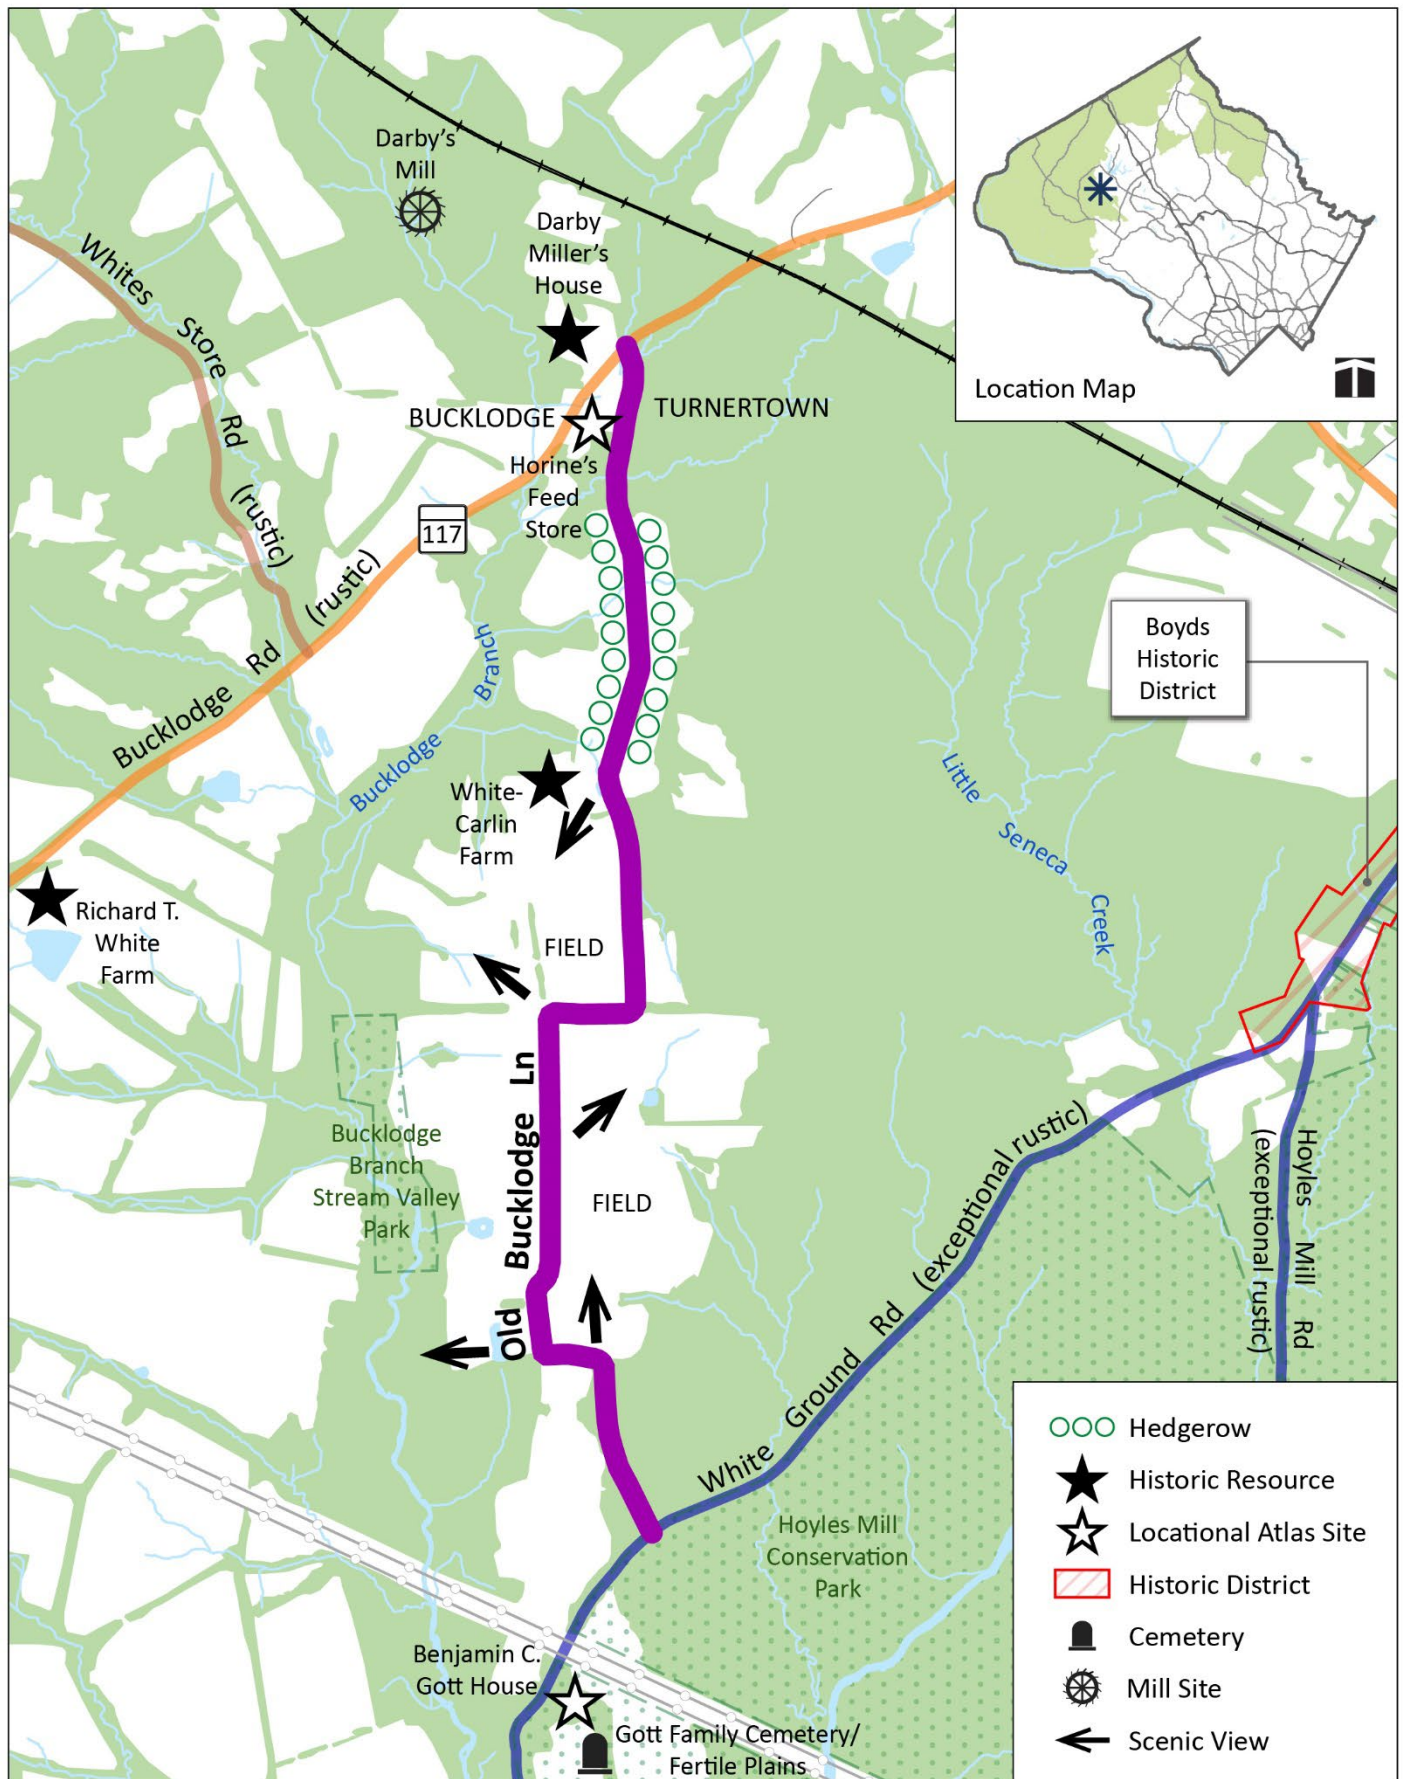 Darby's
Mill
Darby
Miller's
House
Whites Store Rd (rustic)
Location Map
BUCKLODGE
TURNERTOWN
Horine's
Feed
Store
117
Bucklodge Rd (rustic)
Bucklodge Branch
Boyds
Historic
District
White-
Carlin
Farm
Little Seneca Creek
Richard T.
White
Farm
FIELD
Old Bucklodge Ln
Bucklodge
Branch
Stream Valley
Park
FIELD
White Ground Rd (exceptional rustic)
Hoyles Mill Rd
(exceptional rustic)
Hoyles Mill
Conservation
Park
Benjamin C.
Gott House
Gott Family Cemetery/
Fertile Plains
Hedgerow
Historic Resource
Locational Atlas Site
Historic District
Cemetery
Mill Site
Scenic View